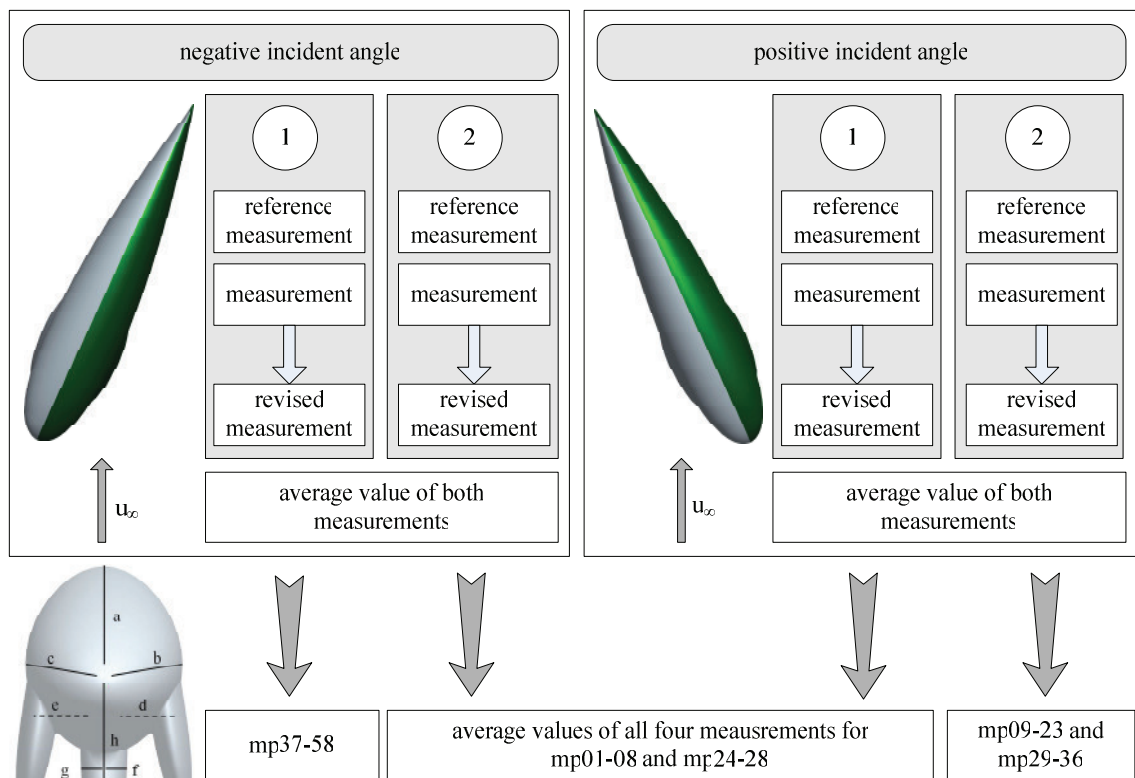 negative incident angle
1
2
reference
measurement
reference
measurement
measurement
measurement
revised
measurement
revised
measurement
average value of both
measurements
u∞
positive incident angle
1
2
reference
measurement
reference
measurement
measurement
measurement
revised
measurement
revised
measurement
average value of both
measurements
u∞
a
c
b
e
d
h
g
f
mp37-58
average values of all four meausrements for
mp01-08 and mp24-28
mp09-23 and
mp29-36